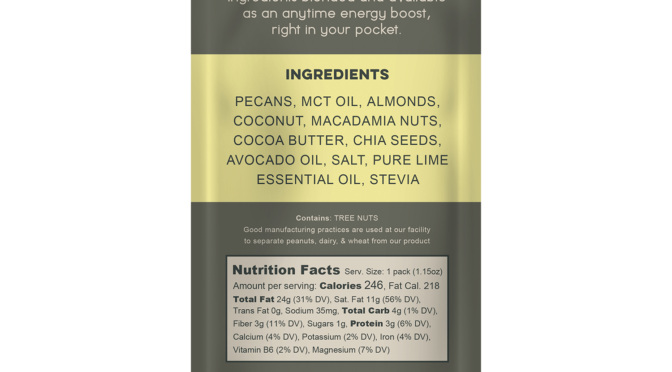 as an anytime energy boost,
right in your pocket.
INGREDIENTS
PECANS, MCT OIL, ALMONDS,
COCONUT, MACADAMIA NUTS,
COCOA BUTTER, CHIA SEEDS,
AVOCADO OIL, SALT, PURE LIME
ESSENTIAL OIL, STEVIA
Contains: TREE NUTS
Good manufacturing practices are used at our facility
to separate peanuts, dairy, & wheat from our product
Nutrition Facts Serv. Size: 1 pack (1.15oz)
Amount per serving: Calories 246, Fat Cal. 218
Total Fat 24g (31% DV), Sat. Fat 11g (56% DV),
Trans Fat 0g, Sodium 35mg, Total Carb 4g (1% DV),
Fiber 3g (11% DV), Sugars 1g, Protein 3g (6% DV),
Calcium (4% DV), Potassium (2% DV), Iron (4% DV),
Vitamin B6 (2% DV), Magnesium (7% DV)